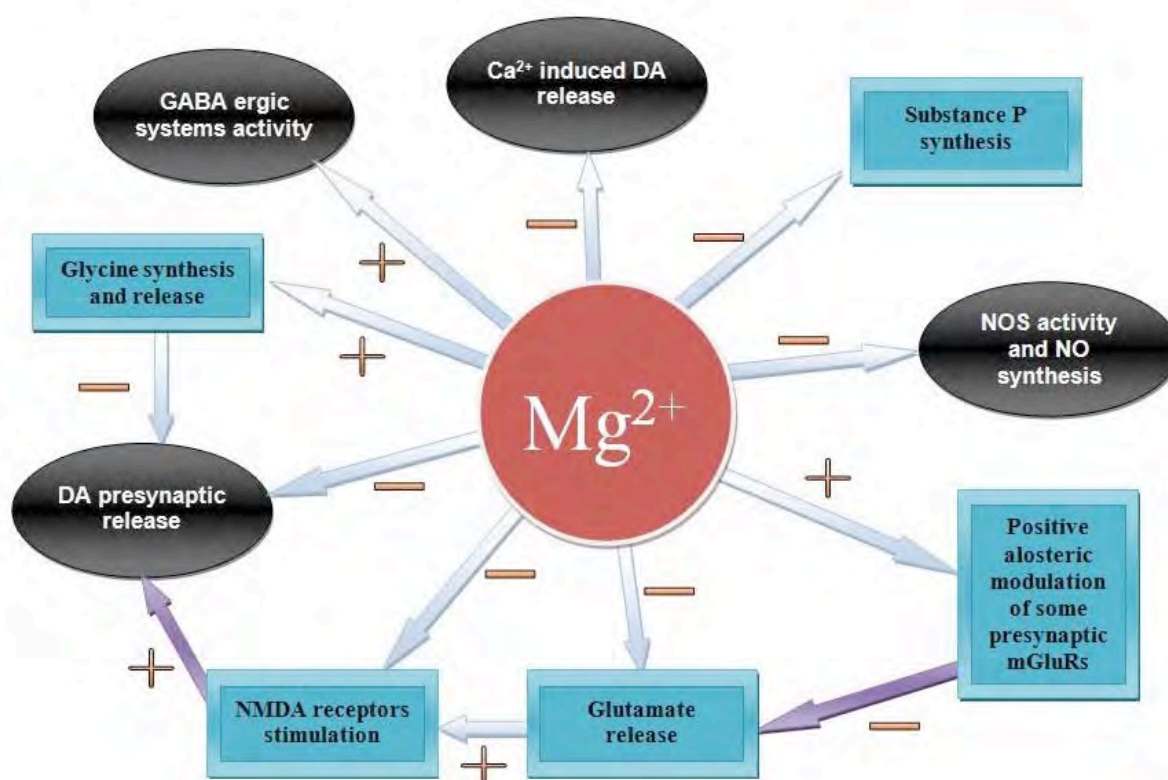 Ca²⁺ induced DA
release
GABA ergic
systems activity
Substance P
synthesis
Glycine synthesis
and release
NOS activity
and NO
synthesis
Mg²⁺
DA presynaptic
release
Positive
alosteric
modulation
of some
presynaptic
mGluRs
NMDA receptors
stimulation
Glutamate
release